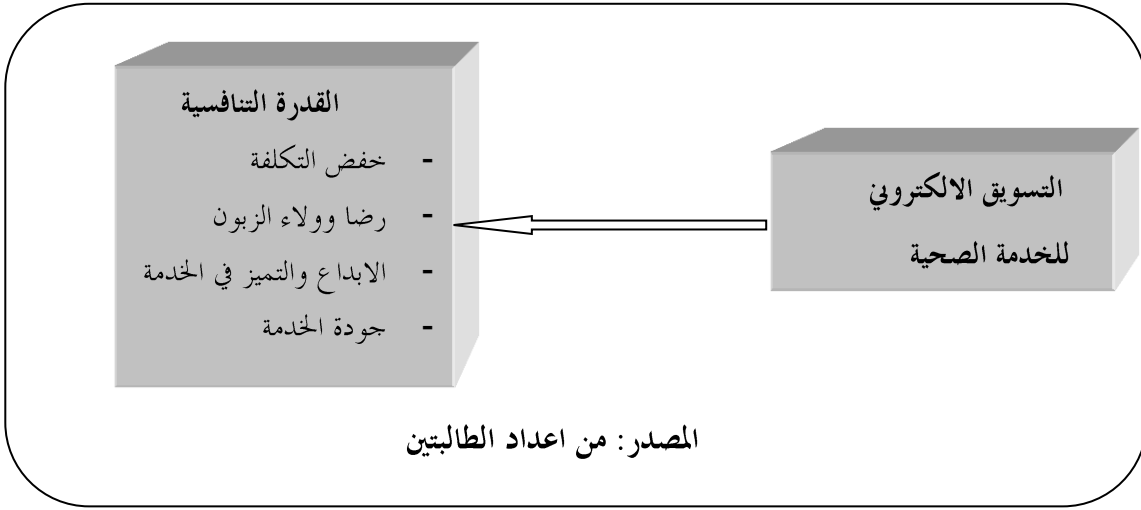 التسويق الالكتروني
للخدمة الصحية
القدرة التنافسية
- خفض التكلفة
- رضا وولاء الزبون
- الابداع والتميز في الخدمة
- جودة الخدمة
المصدر: من اعداد الطالبتين